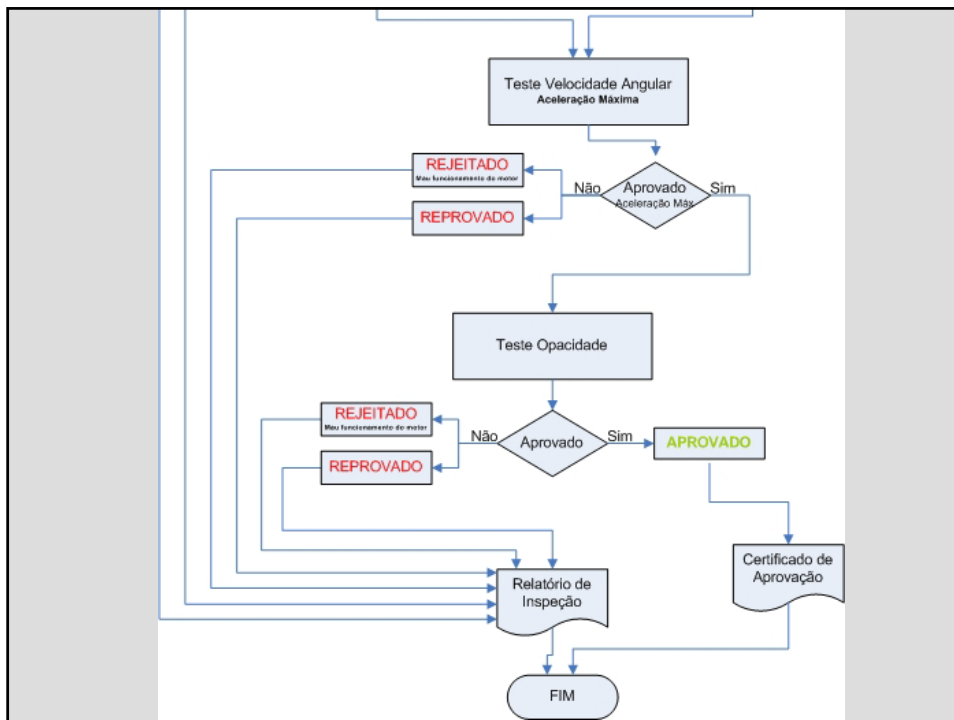 Teste Velocidade Angular
Aceleração Máxima
REJEITADO
Mau funcionamento do motor
Não
Aprovado
Aceleração Máx
Sim
REPROVADO
Teste Opacidade
REJEITADO
Mau funcionamento do motor
Não
Aprovado
Sim
APROVADO
REPROVADO
Certificado de
Aprovação
Relatório de
Inspeção
FIM